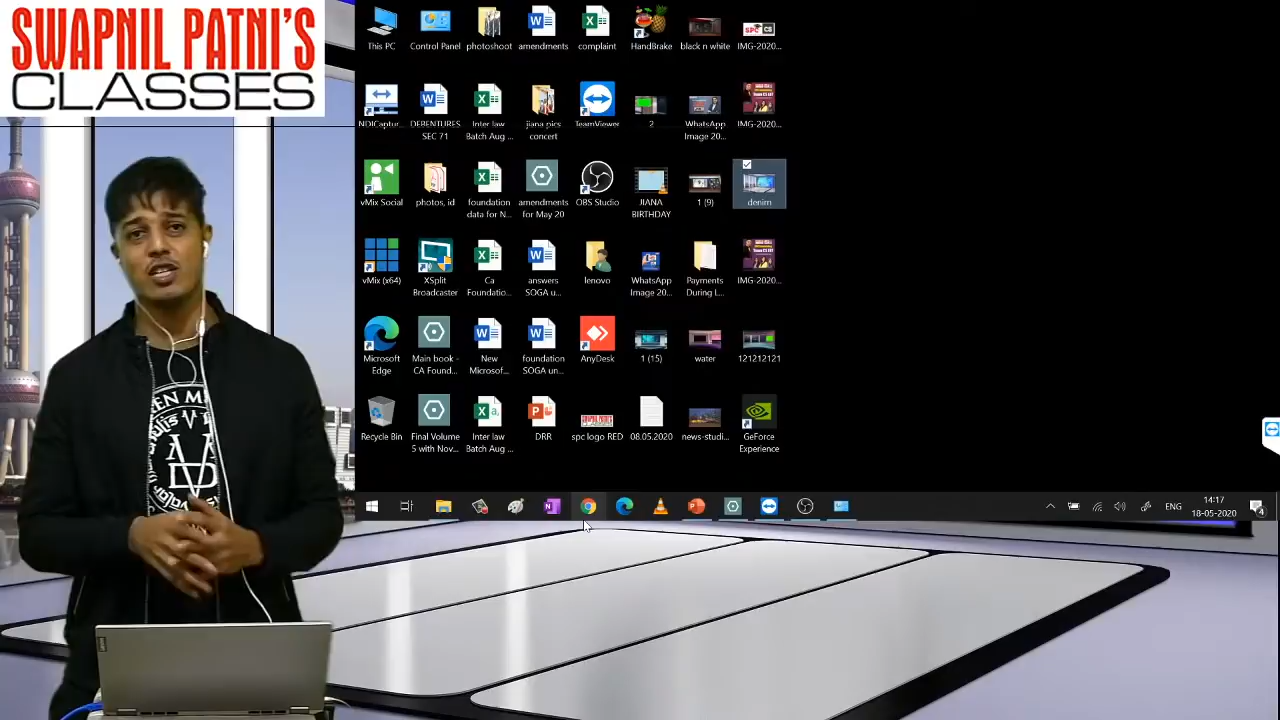 SWAPNIL PATNI'S
CLASSES
This PC
Control Panel
photoshoot
amendments
complaint
HandBrake
black n white
IMG-2020...
NDICaptur...
DEBENTURES
SEC 71
Inter law
Batch Aug ...
jiana pics
concert
TeamViewer
2
WhatsApp
Image 20...
IMG-2020...
vMix Social
photos, id
foundation
data for N...
amendments
for May 20
OBS Studio
JIANA
BIRTHDAY
1 (9)
denim
vMix (x64)
XSplit
Broadcaster
Ca
Foundatio...
answers
SOGA u...
lenovo
WhatsApp
Image 20...
Payments
During L...
IMG-2020...
Microsoft
Edge
Main book -
CA Found...
New
Microsof...
foundation
SOGA un...
AnyDesk
1 (15)
water
121212121
Recycle Bin
Final Volume
5 with Nov...
Inter law
Batch Aug ...
DRR
spc logo RED
08.05.2020
news-studi...
GeForce
Experience
ENG
14:17
18-05-2020